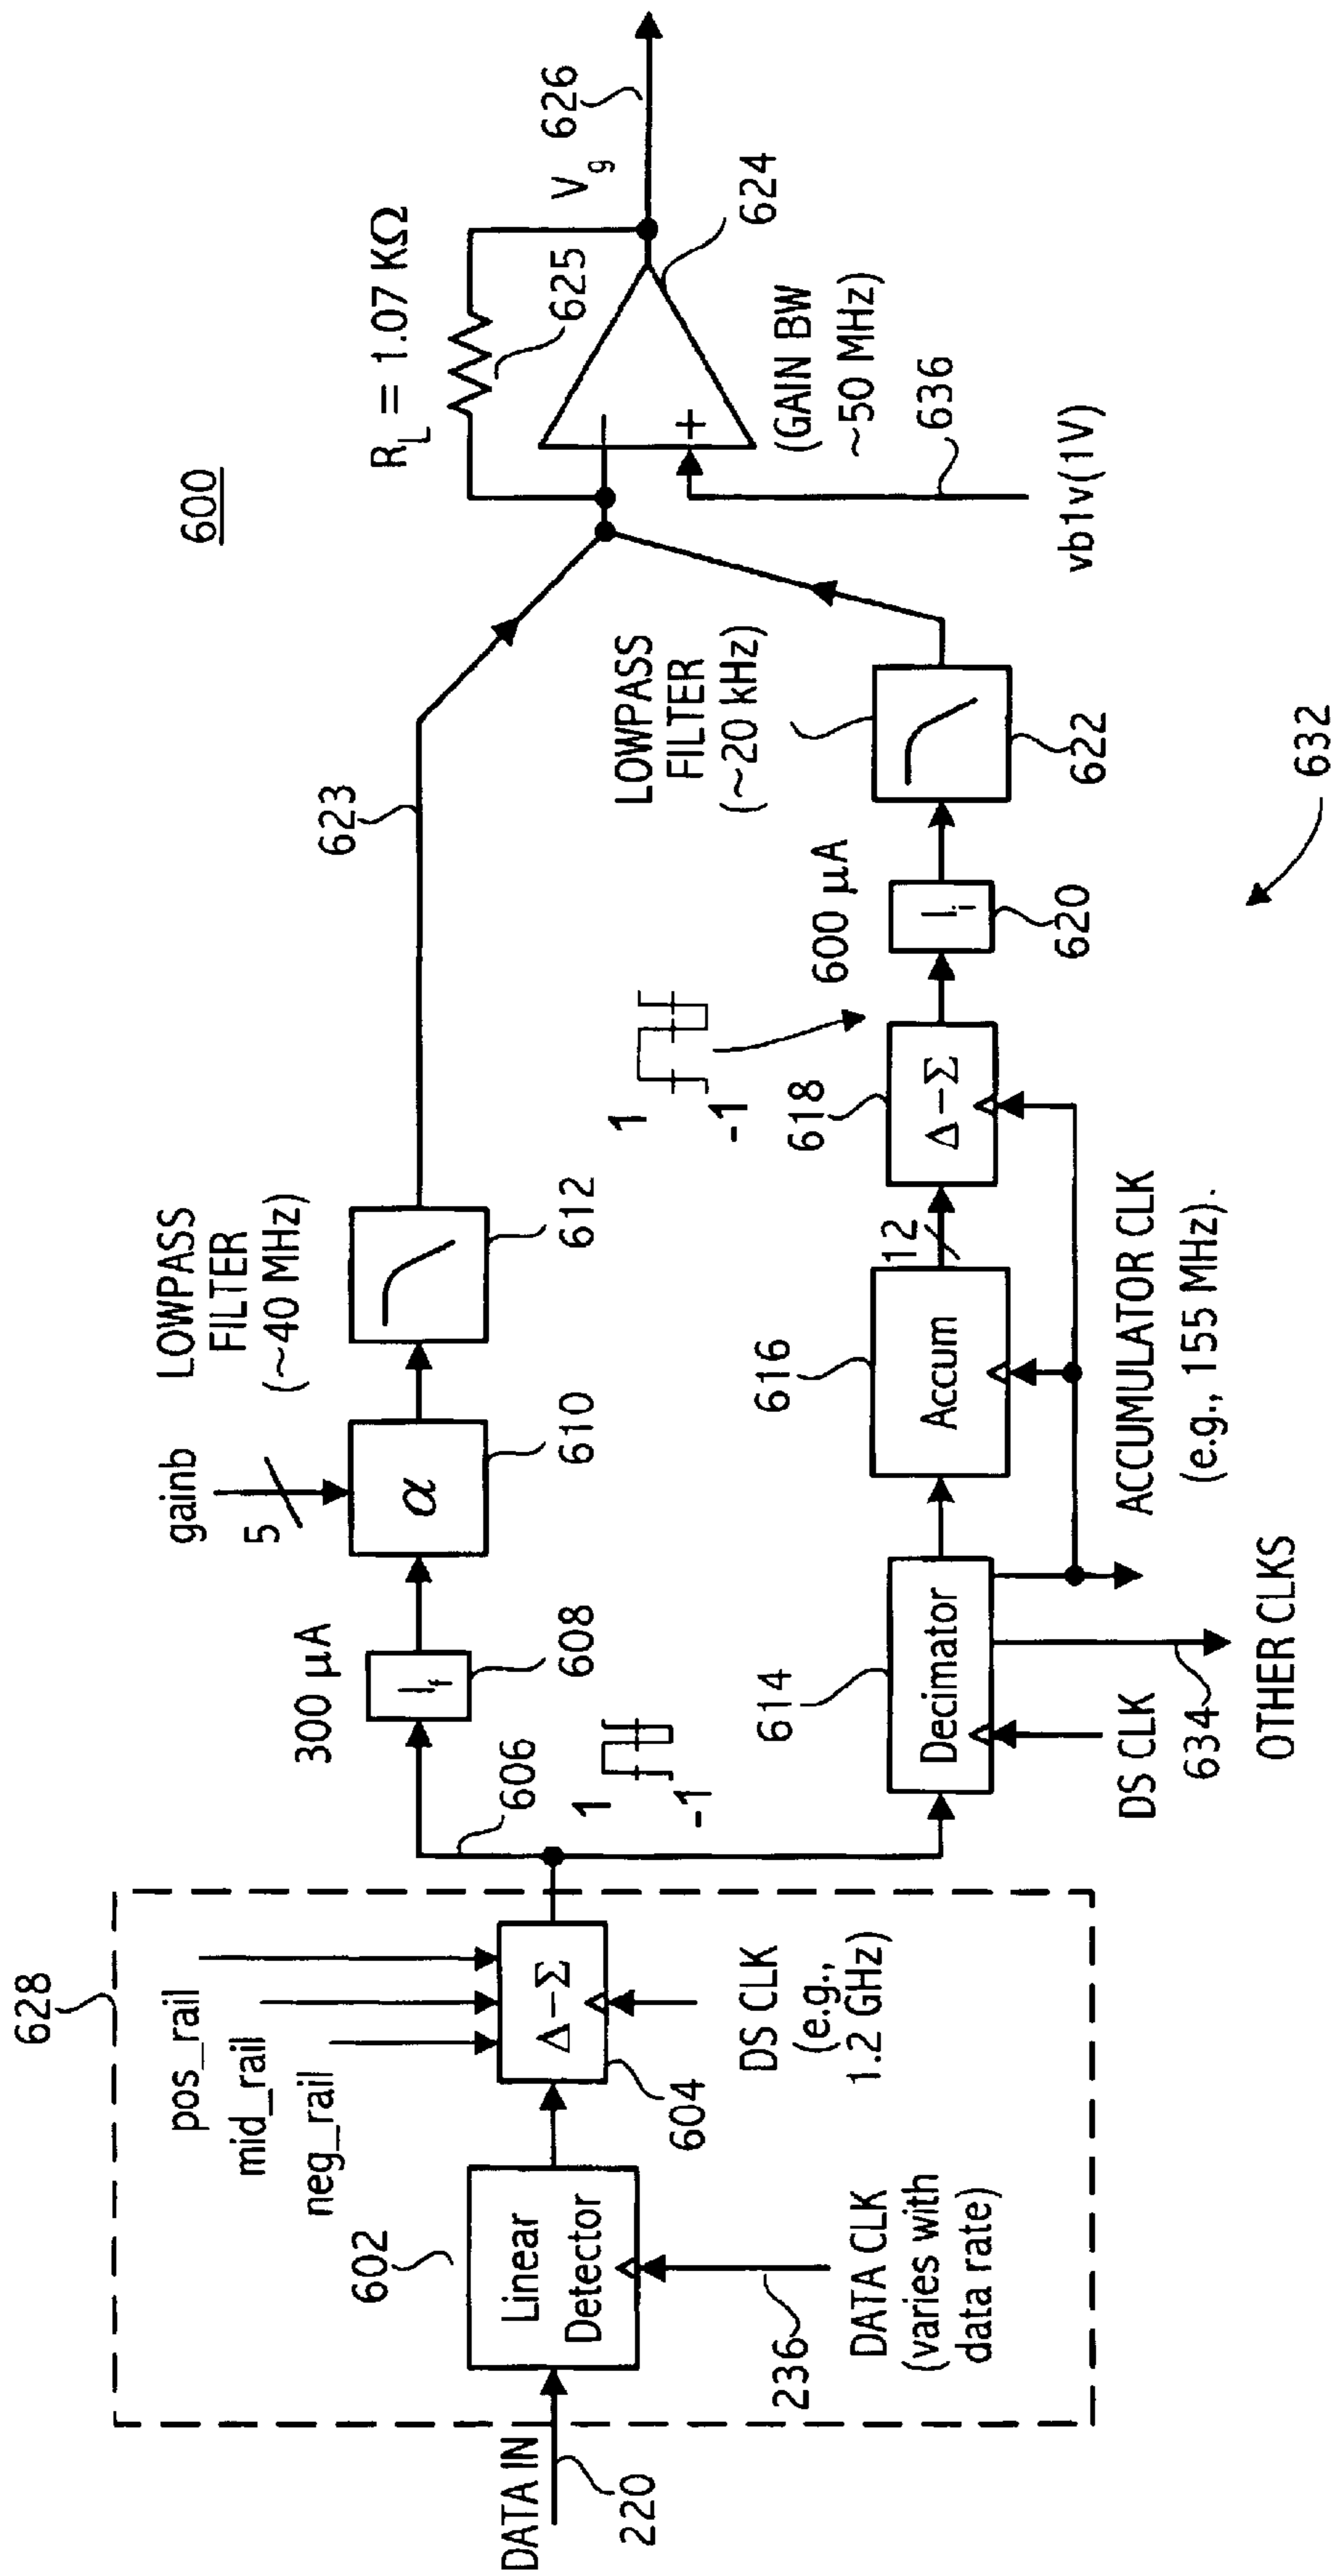 600
628
pos_rail
mid_rail
neg_rail
DATA IN
220
602
Linear
Detector
236
DATA CLK
(varies with
data rate)
Δ−Σ
604
DS CLK
(e.g.,
1.2 GHz)
606
1
-1
300 µA
If
608
gainb
5
α
610
LOWPASS
FILTER
(~40 MHz)
612
623
614
Decimator
DS CLK
634
OTHER CLKS
616
Accum
ACCUMULATOR CLK
(e.g., 155 MHz).
12
618
Δ−Σ
1
-1
600 µA
Ii
620
LOWPASS
FILTER
(~20 kHz)
622
632
RL = 1.07 KΩ
625
−
+
624
(GAIN BW
~50 MHz)
636
vb1v(1V)
Vg
626